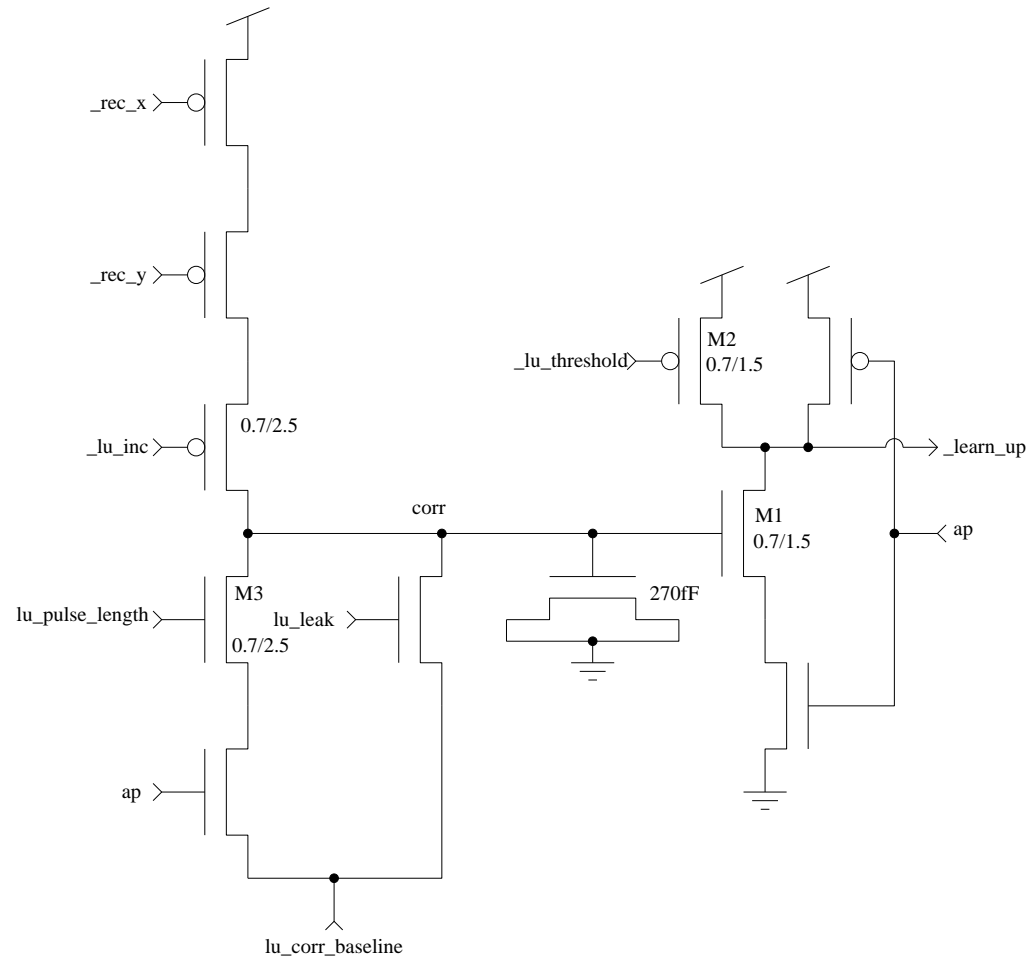 _rec_x
_rec_y
_lu_threshold
M2
0.7/1.5
0.7/2.5
_lu_inc
_learn_up
corr
M1
0.7/1.5
ap
M3
lu_pulse_length
0.7/2.5
lu_leak
270fF
ap
lu_corr_baseline